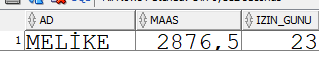 AD MAAS IZIN_GUNU
1 MELİKE 2876,5 23